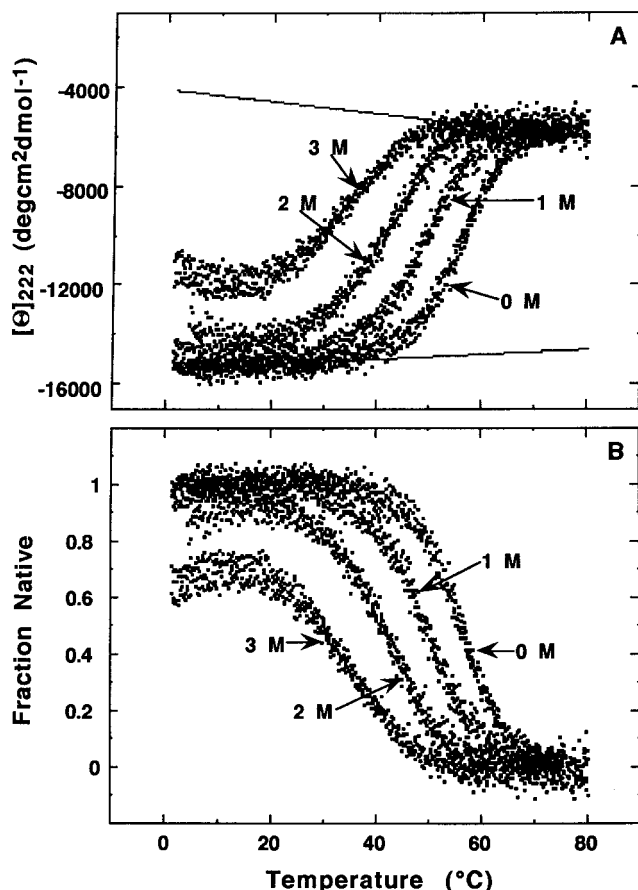 A
[Θ]222 (degcm2dmol-1)
-4000
-8000
-12000
-16000
3 M
2 M
1 M
0 M
B
Fraction Native
1
0.8
0.6
0.4
0.2
0
1 M
0 M
3 M
2 M
0 20 40 60 80
Temperature (°C)